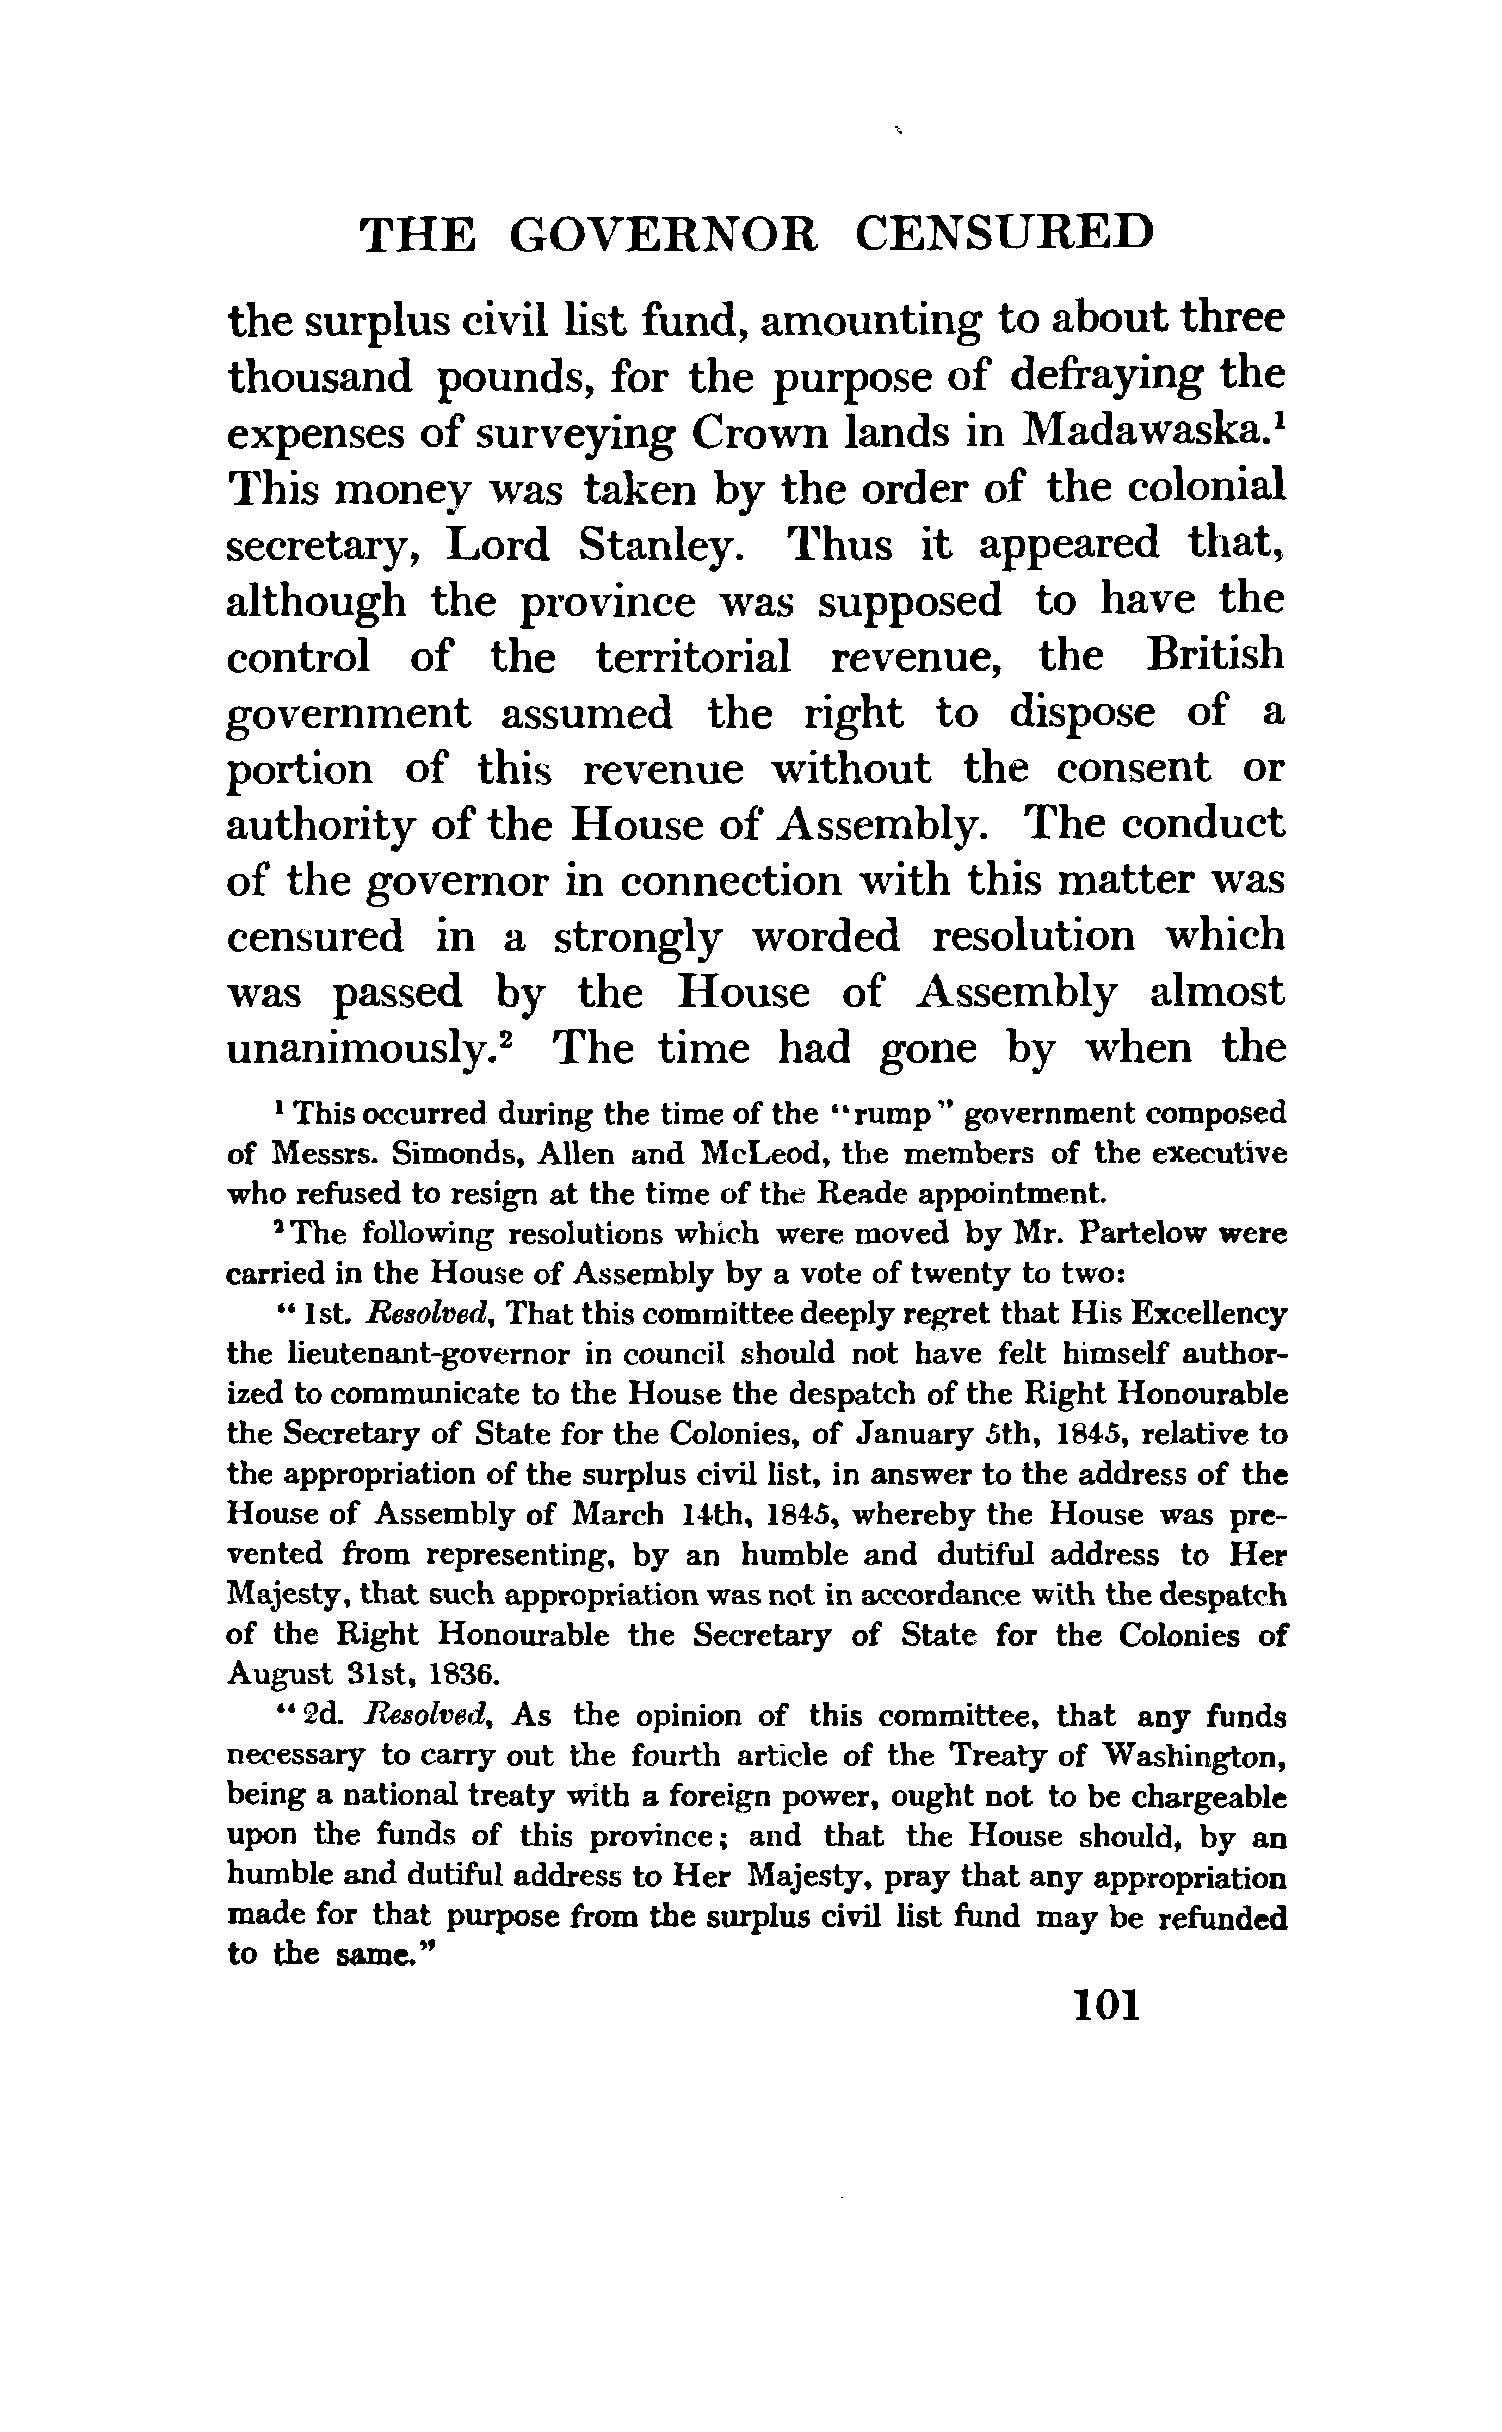 THE GOVERNOR CENSURED
the surplus civil list fund, amounting to about three
thousand pounds, for the purpose of defraying the
expenses of surveying Crown lands in Madawaska.¹
This money was taken by the order of the colonial
secretary, Lord Stanley. Thus it appeared that,
although the province was supposed to have the
control of the territorial revenue, the British
government assumed the right to dispose of a
portion of this revenue without the consent or
authority of the House of Assembly. The conduct
of the governor in connection with this matter was
censured in a strongly worded resolution which
was passed by the House of Assembly almost
unanimously.² The time had gone by when the
¹ This occurred during the time of the “rump” government composed
of Messrs. Simonds, Allen and McLeod, the members of the executive
who refused to resign at the time of the Reade appointment.
² The following resolutions which were moved by Mr. Partelow were
carried in the House of Assembly by a vote of twenty to two:
“ 1st. Resolved, That this committee deeply regret that His Excellency
the lieutenant-governor in council should not have felt himself author-
ized to communicate to the House the despatch of the Right Honourable
the Secretary of State for the Colonies, of January 5th, 1845, relative to
the appropriation of the surplus civil list, in answer to the address of the
House of Assembly of March 14th, 1845, whereby the House was pre-
vented from representing, by an humble and dutiful address to Her
Majesty, that such appropriation was not in accordance with the despatch
of the Right Honourable the Secretary of State for the Colonies of
August 31st, 1836.
“ 2d. Resolved, As the opinion of this committee, that any funds
necessary to carry out the fourth article of the Treaty of Washington,
being a national treaty with a foreign power, ought not to be chargeable
upon the funds of this province; and that the House should, by an
humble and dutiful address to Her Majesty, pray that any appropriation
made for that purpose from the surplus civil list fund may be refunded
to the same.”
101